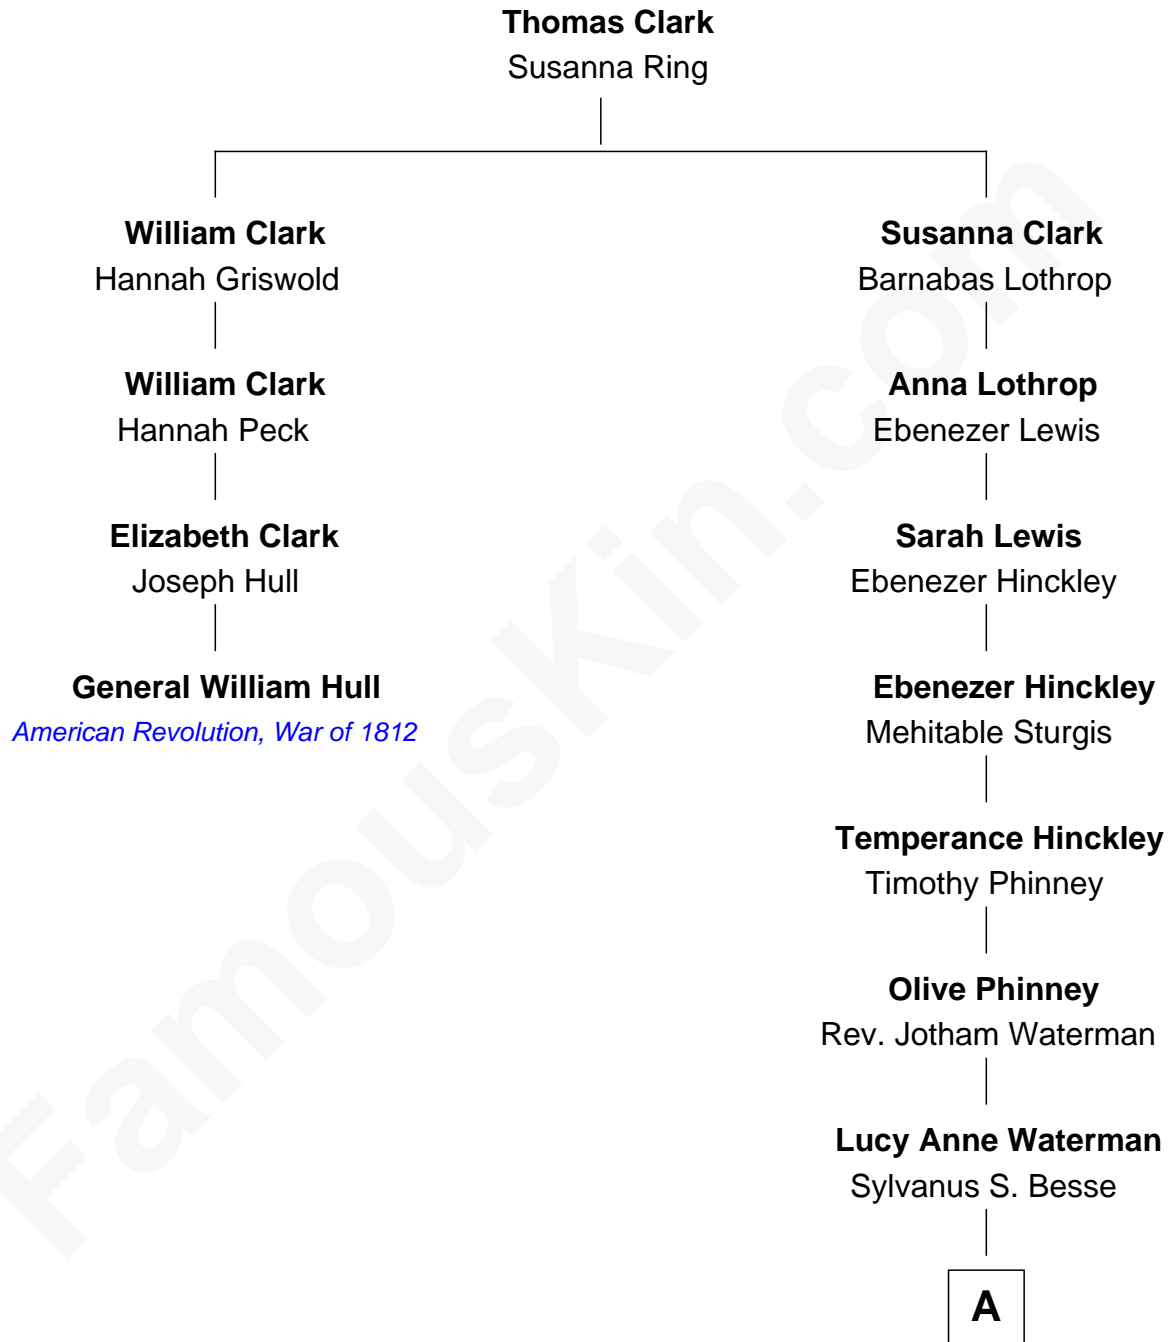 Thomas Clark
Susanna Ring
William Clark
Hannah Griswold
William Clark
Hannah Peck
Elizabeth Clark
Joseph Hull
General William Hull
American Revolution, War of 1812
Susanna Clark
Barnabas Lothrop
Anna Lothrop
Ebenezer Lewis
Sarah Lewis
Ebenezer Hinckley
Ebenezer Hinckley
Mehitable Sturgis
Temperance Hinckley
Timothy Phinney
Olive Phinney
Rev. Jotham Waterman
Lucy Anne Waterman
Sylvanus S. Besse
A
FamousKin.com